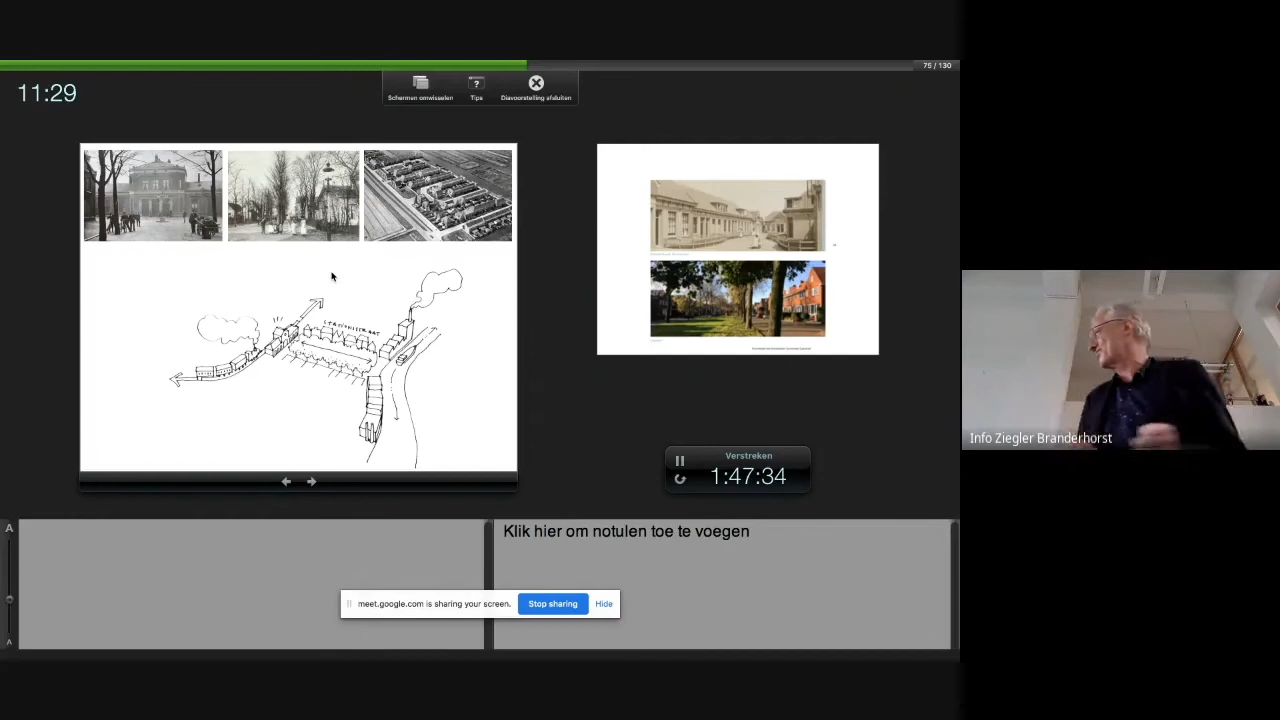 75 / 130
11:29
Schermen omwisselen
?
Tips
Diavoorstelling afsluiten
STATIONSSTRAAT
Verstreken
1:47:34
Info Ziegler Branderhorst
A
Klik hier om notulen toe te voegen
meet.google.com is sharing your screen.
Stop sharing
Hide
A